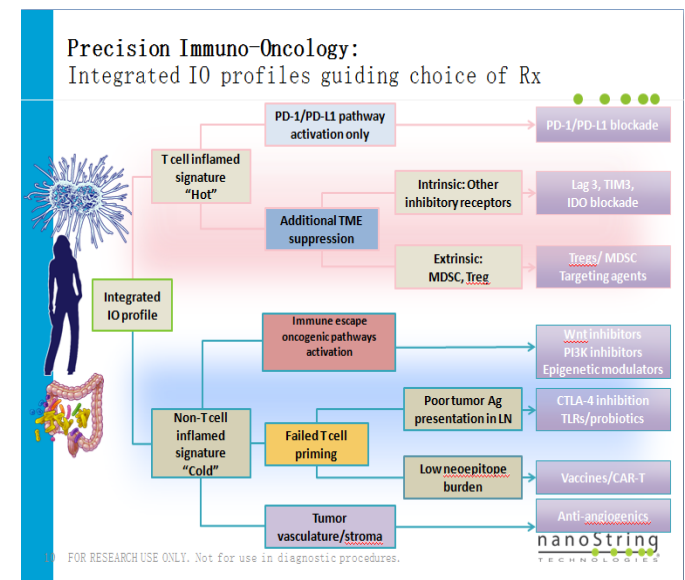 Precision Immuno-Oncology:
Integrated IO profiles guiding choice of Rx
PD-1/PD-L1 pathway
activation only
PD-1/PD-L1 blockade
T cell inflamed
signature
“Hot”
Intrinsic: Other
inhibitory receptors
Lag 3, TIM3,
IDO blockade
Additional TME
suppression
Extrinsic:
MDSC, Treg
Tregs/ MDSC
Targeting agents
Integrated
IO profile
Immune escape
oncogenic pathways
activation
Wnt inhibitors
PI3K inhibitors
Epigenetic modulators
Poor tumor Ag
presentation in LN
CTLA-4 inhibition
TLRs/probiotics
Non-T cell
inflamed
signature
“Cold”
Failed T cell
priming
Low neoepitope
burden
Vaccines/CAR-T
Tumor
vasculature/stroma
Anti-angiogenics
nanoString
TECHNOLOGIES
FOR RESEARCH USE ONLY. Not for use in diagnostic procedures.